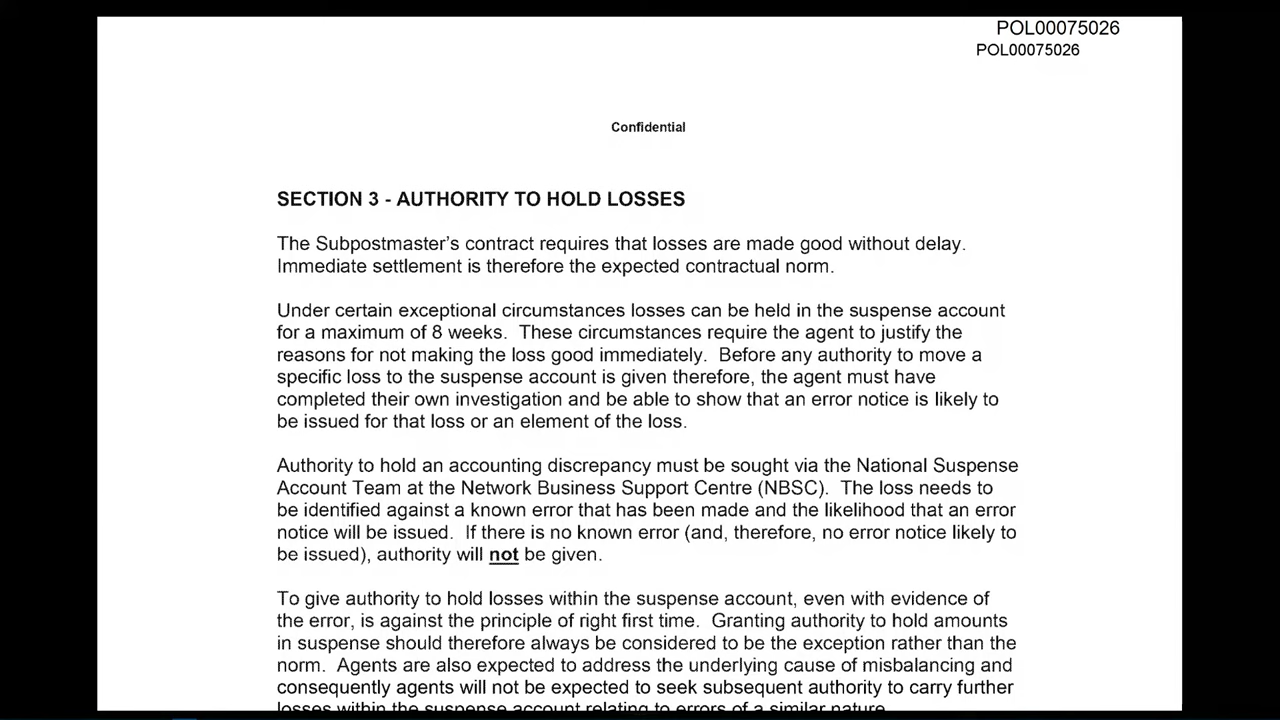 POL00075026
POL00075026
Confidential
SECTION 3 - AUTHORITY TO HOLD LOSSES
The Subpostmaster's contract requires that losses are made good without delay.
Immediate settlement is therefore the expected contractual norm.
Under certain exceptional circumstances losses can be held in the suspense account
for a maximum of 8 weeks. These circumstances require the agent to justify the
reasons for not making the loss good immediately. Before any authority to move a
specific loss to the suspense account is given therefore, the agent must have
completed their own investigation and be able to show that an error notice is likely to
be issued for that loss or an element of the loss.
Authority to hold an accounting discrepancy must be sought via the National Suspense
Account Team at the Network Business Support Centre (NBSC). The loss needs to
be identified against a known error that has been made and the likelihood that an error
notice will be issued. If there is no known error (and, therefore, no error notice likely to
be issued), authority will not be given.
To give authority to hold losses within the suspense account, even with evidence of
the error, is against the principle of right first time. Granting authority to hold amounts
in suspense should therefore always be considered to be the exception rather than the
norm. Agents are also expected to address the underlying cause of misbalancing and
consequently agents will not be expected to seek subsequent authority to carry further
losses within the suspense account relating to errors of a similar nature.